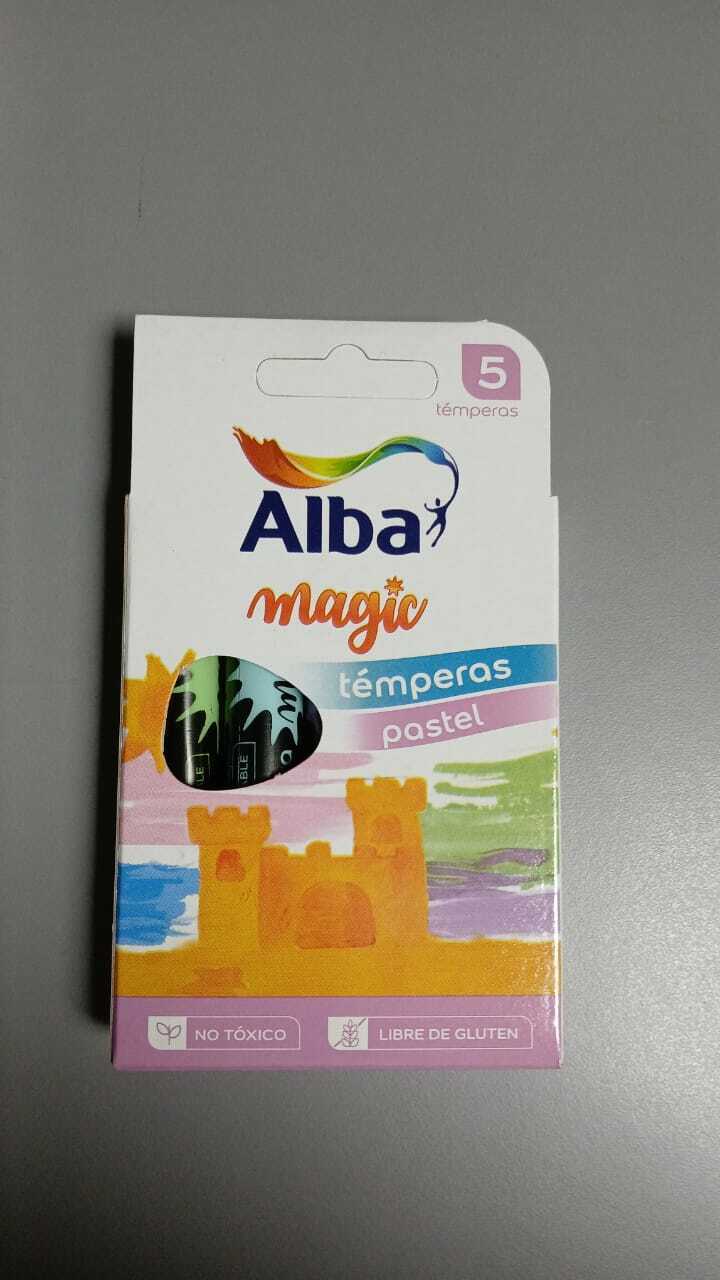 5
témperas
Alba
magic
témperas
pastel
NO TÓXICO
LIBRE DE GLUTEN